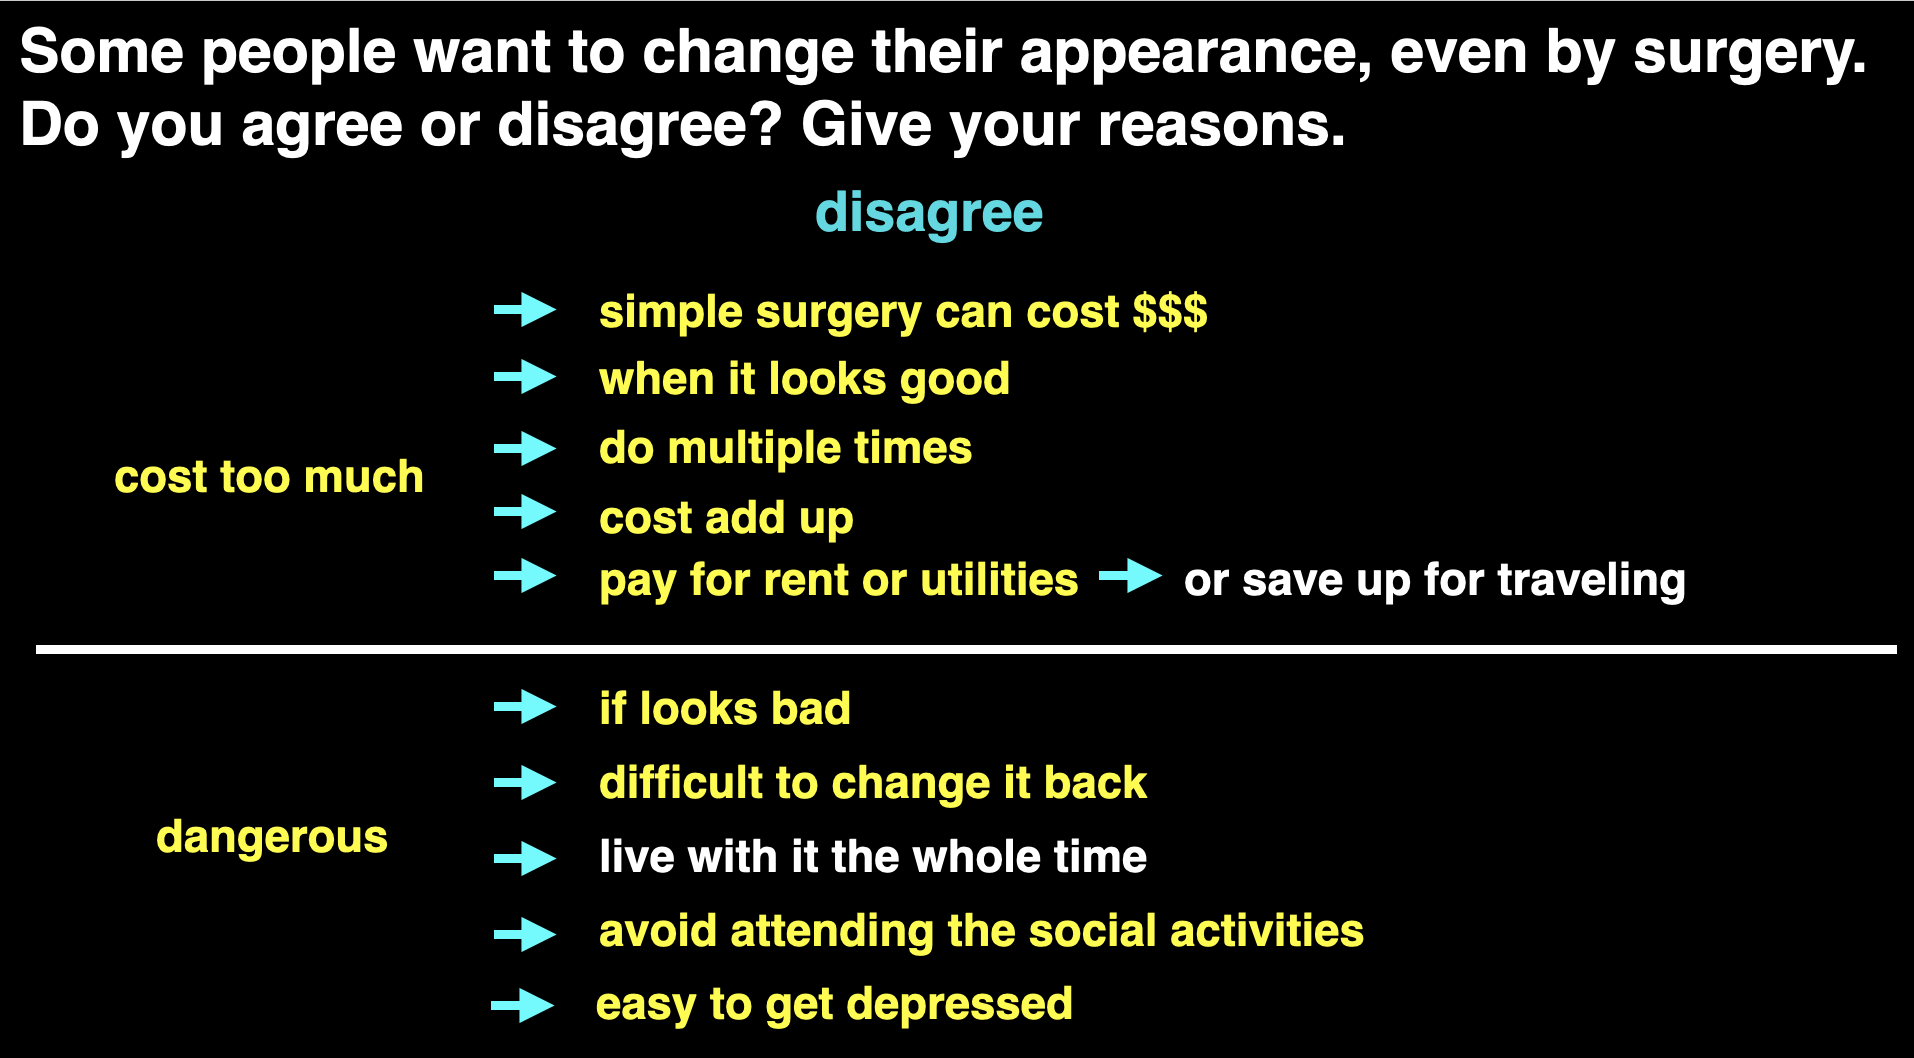 Some people want to change their appearance, even by surgery.
Do you agree or disagree? Give your reasons.
disagree
cost too much
simple surgery can cost $$$
when it looks good
do multiple times
cost add up
pay for rent or utilities or save up for traveling
dangerous
if looks bad
difficult to change it back
live with it the whole time
avoid attending the social activities
easy to get depressed